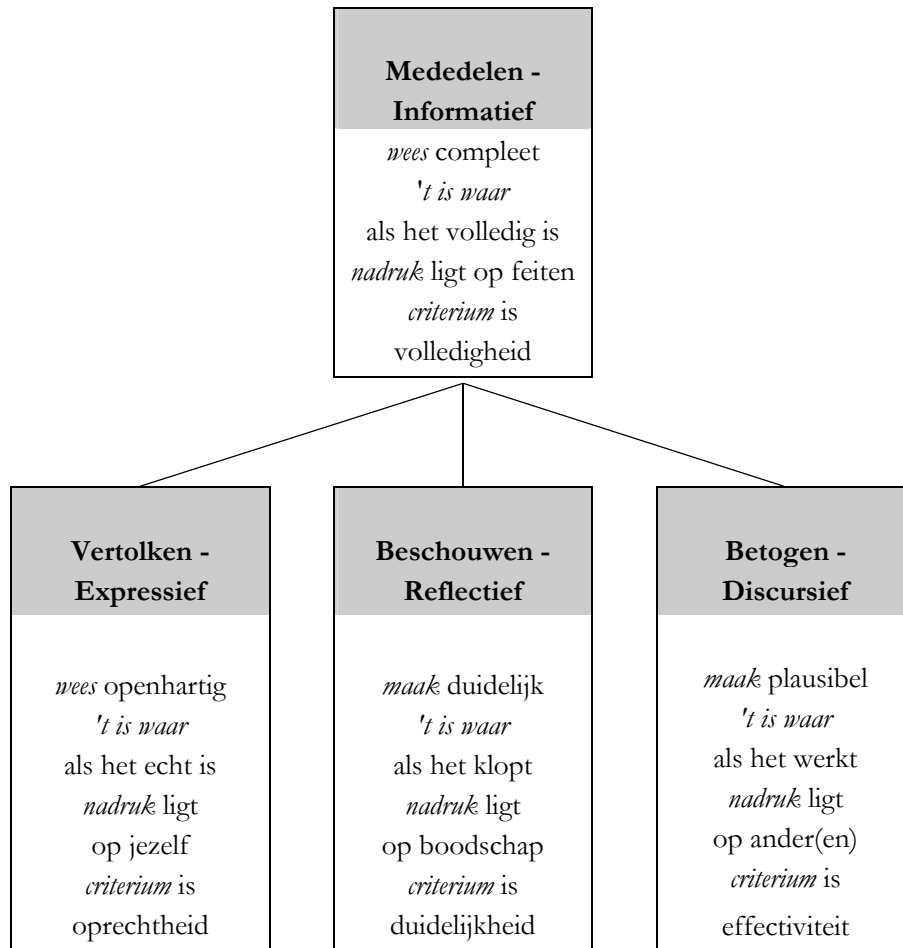 Mededelen -
Informatief
wees compleet
't is waar
als het volledig is
nadruk ligt op feiten
criterium is
volledigheid
Vertolken -
Expressief
wees openhartig
't is waar
als het echt is
nadruk ligt
op jezelf
criterium is
oprechtheid
Beschouwen -
Reflectief
maak duidelijk
't is waar
als het klopt
nadruk ligt
op boodschap
criterium is
duidelijkheid
Betogen -
Discursief
maak plausibel
't is waar
als het werkt
nadruk ligt
op ander(en)
criterium is
effectiviteit